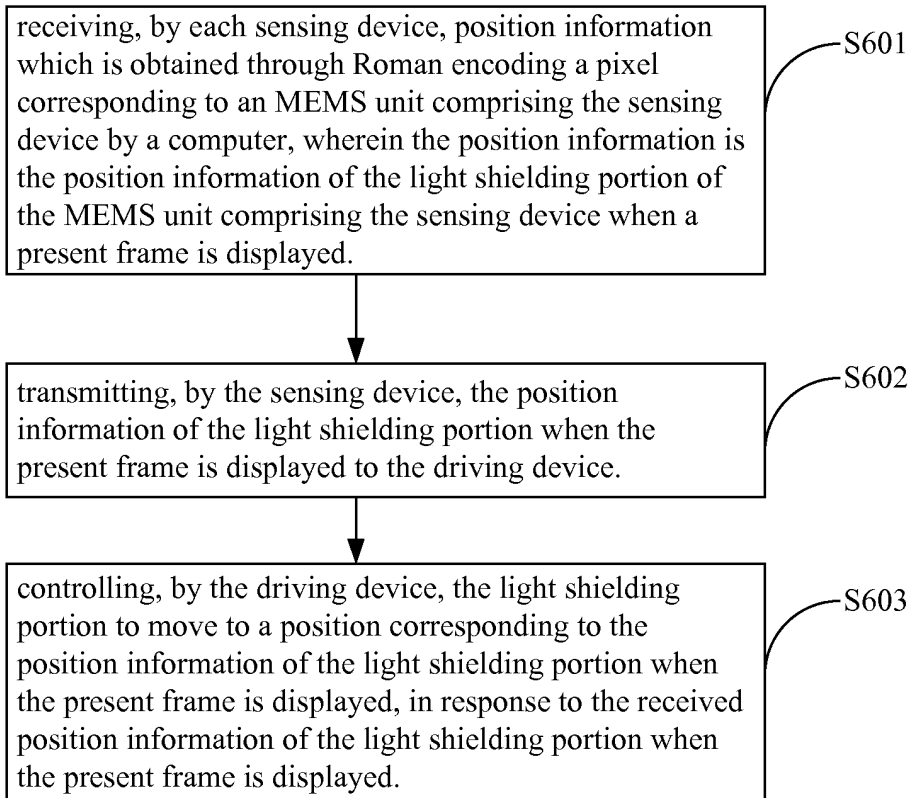 receiving, by each sensing device, position information
which is obtained through Roman encoding a pixel
corresponding to an MEMS unit comprising the sensing
device by a computer, wherein the position information is
the position information of the light shielding portion of
the MEMS unit comprising the sensing device when a
present frame is displayed.
S601
transmitting, by the sensing device, the position
information of the light shielding portion when the
present frame is displayed to the driving device.
S602
controlling, by the driving device, the light shielding
portion to move to a position corresponding to the
position information of the light shielding portion when
the present frame is displayed, in response to the received
position information of the light shielding portion when
the present frame is displayed.
S603